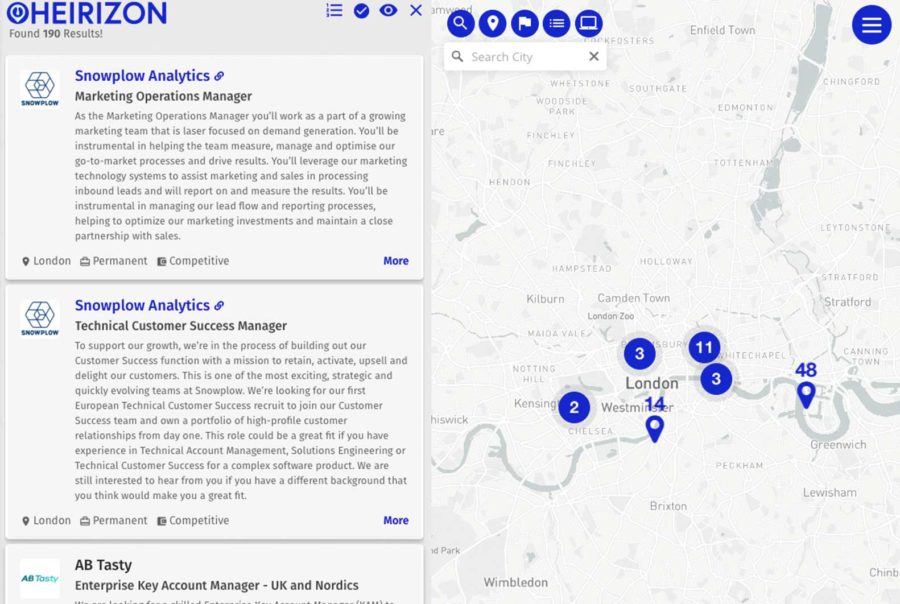 HEIRIZON
Found 190 Results!
Snowplow Analytics
Marketing Operations Manager
As the Marketing Operations Manager you'll work as a part of a growing
marketing team that is laser focused on demand generation. You'll be
instrumental in helping the team measure, manage and optimise our
go-to-market processes and drive results. You'll leverage our marketing
technology systems to assist marketing and sales in processing
inbound leads and will report on and measure the results. You'll be
instrumental in managing our lead flow and reporting processes,
helping to optimize our marketing investments and maintain a close
partnership with sales.
SNOWPLOW
London Permanent Competitive More
Snowplow Analytics
Technical Customer Success Manager
To support our growth, we're in the process of building out our
Customer Success function with a mission to retain, activate, upsell and
delight our customers. This is one of the most exciting, strategic and
quickly evolving teams at Snowplow. We're looking for our first
European Technical Customer Success recruit to join our Customer
Success team and own a portfolio of high-profile customer
relationships from day one. This role could be a great fit if you have
experience in Technical Account Management, Solutions Engineering or
Technical Customer Success for a complex software product. We are
still interested to hear from you if you have a different background that
you think would make you a great fit.
SNOWPLOW
London Permanent Competitive More
AB Tasty
AB Tasty
Enterprise Key Account Manager - UK and Nordics
We are looking for a skilled Enterprise Key Account Manager (KAM) to
Search City
Enfield Town
WHETSTONE
SOUTHGATE
CHINGFORD
WOODSIDE
PARK
EDMONTON
FINCHLEY
FINCHLEY
TOTTENHAM
HENDON
LEYTONSTONE
HAMPSTEAD
HOLLOWAY
STRATFORD
Kilburn
Camden Town
Stratford
London Zoo
MAIDA VALE
11
3
WHITECHAPEL
CANNING
TOWN
NOTTING
HILL
3
48
London
14
2
Westminster
CHELSEA
Greenwich
PECKHAM
Lewisham
Brixton
Wimbledon